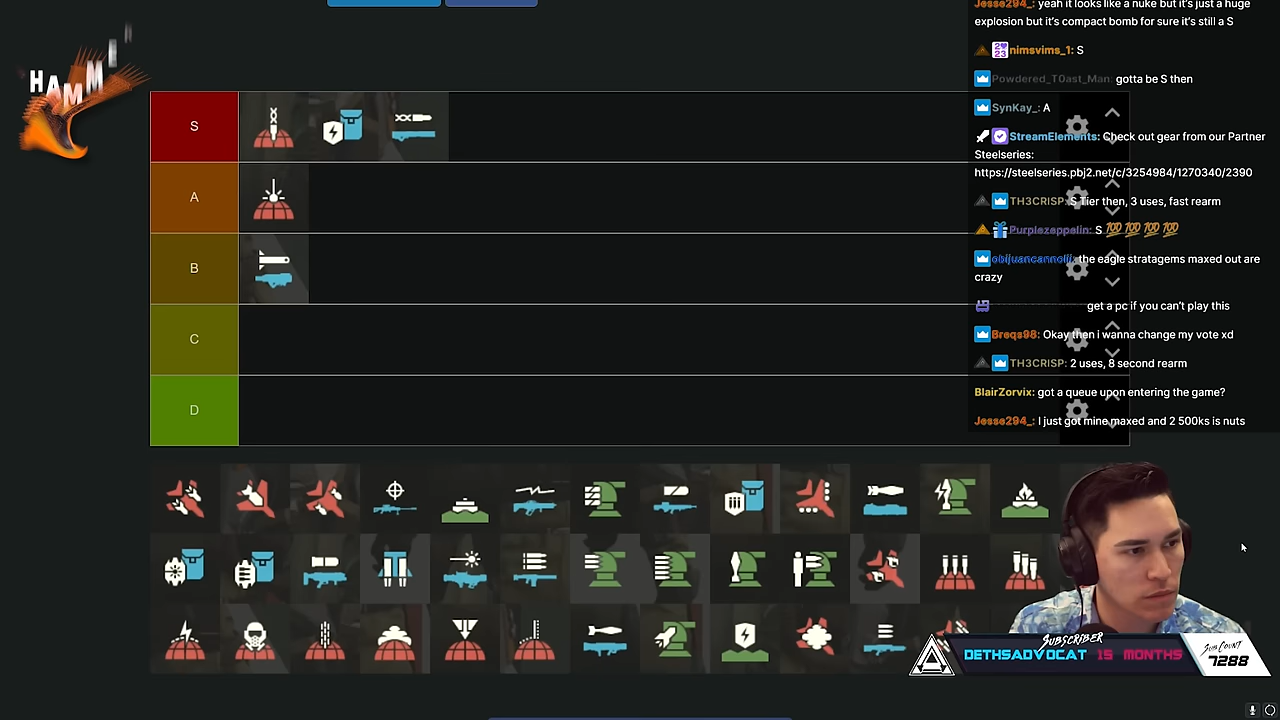 Jesse294_: yeah it looks like a nuke but it's just a huge
explosion but it's compact bomb for sure it's still a S
nimsvims_1: S
Powdered_T0ast_Man: gotta be S then
SynKay_: A
StreamElements: Check out gear from our Partner
Steelseries:
https://steelseries.pbj2.net/c/3254984/1270340/2390
TH3CRISP: S Tier then, 3 uses, fast rearm
Purplezeppelin: S 💯 💯 💯 💯
the eagle stratagems maxed out are
crazy
get a pc if you can't play this
Breqs98: Okay then i wanna change my vote xd
TH3CRISP: 2 uses, 8 second rearm
BlairZorvix: got a queue upon entering the game?
Jesse294_: I just got mine maxed and 2 500ks is nuts
HAMM
S
A
B
C
D
SUBSCRIBER
DETHSADVOCAT 15 MONTHS
SUB COUNT
7288